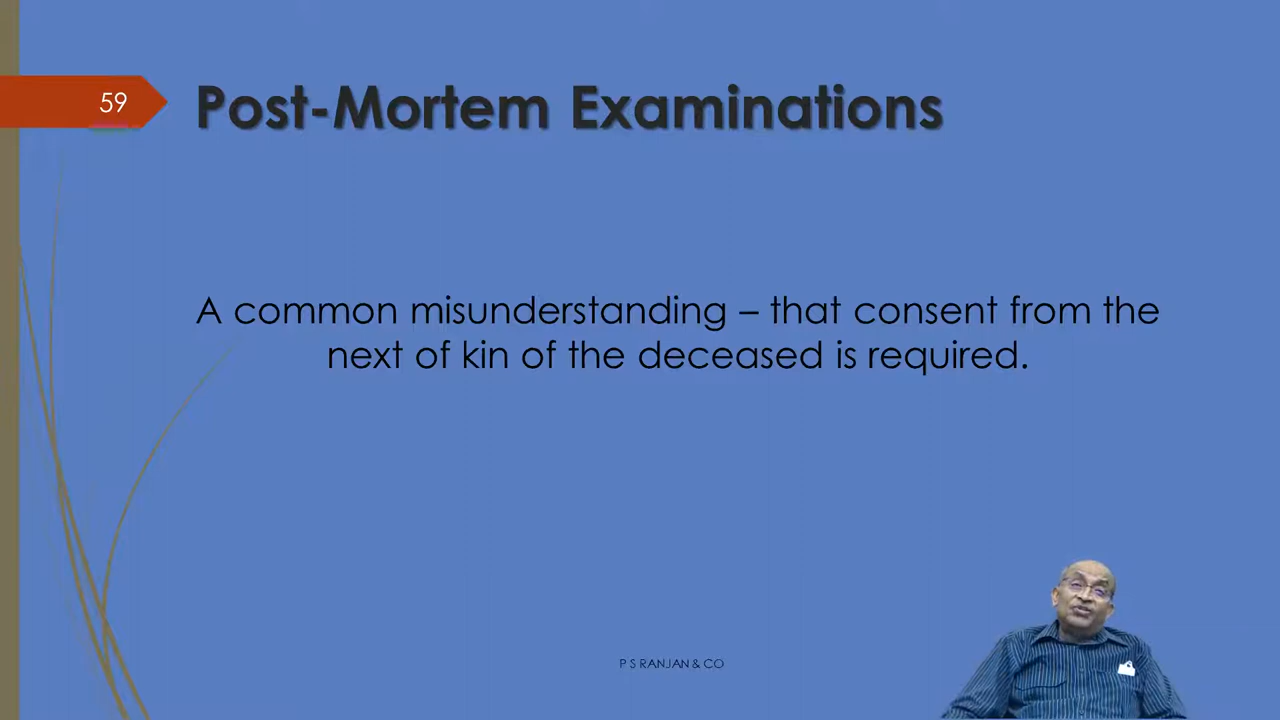 59
Post-Mortem Examinations
A common misunderstanding – that consent from the
next of kin of the deceased is required.
P S RANJAN & CO